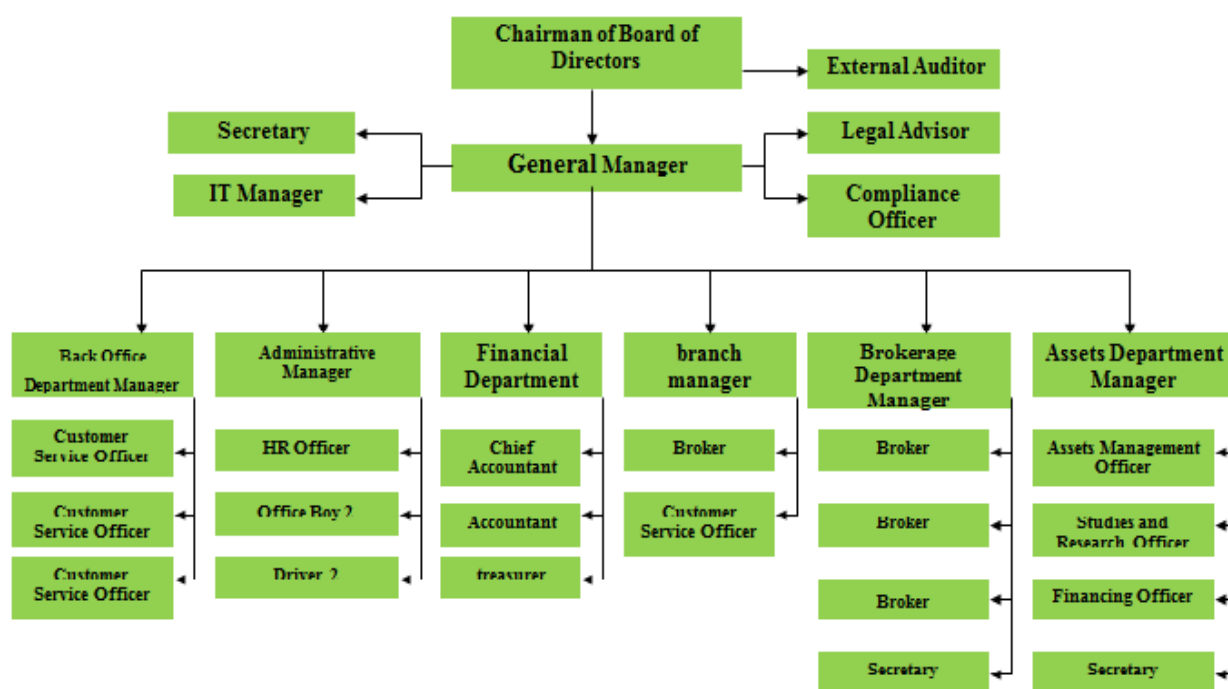 Chairman of Board of
Directors
External Auditor
Secretary
Legal Advisor
General Manager
IT Manager
Compliance
Officer
Back Office
Department Manager
Administrative
Manager
Financial
Department
branch
manager
Brokerage
Department
Manager
Assets Department
Manager
Customer
Service Officer
HR Officer
Chief
Accountant
Broker
Broker
Assets Management
Officer
Customer
Service Officer
Office Boy 2
Accountant
Customer
Service Officer
Broker
Studies and
Research Officer
Customer
Service Officer
Driver 2
treasurer
Broker
Financing Officer
Secretary
Secretary